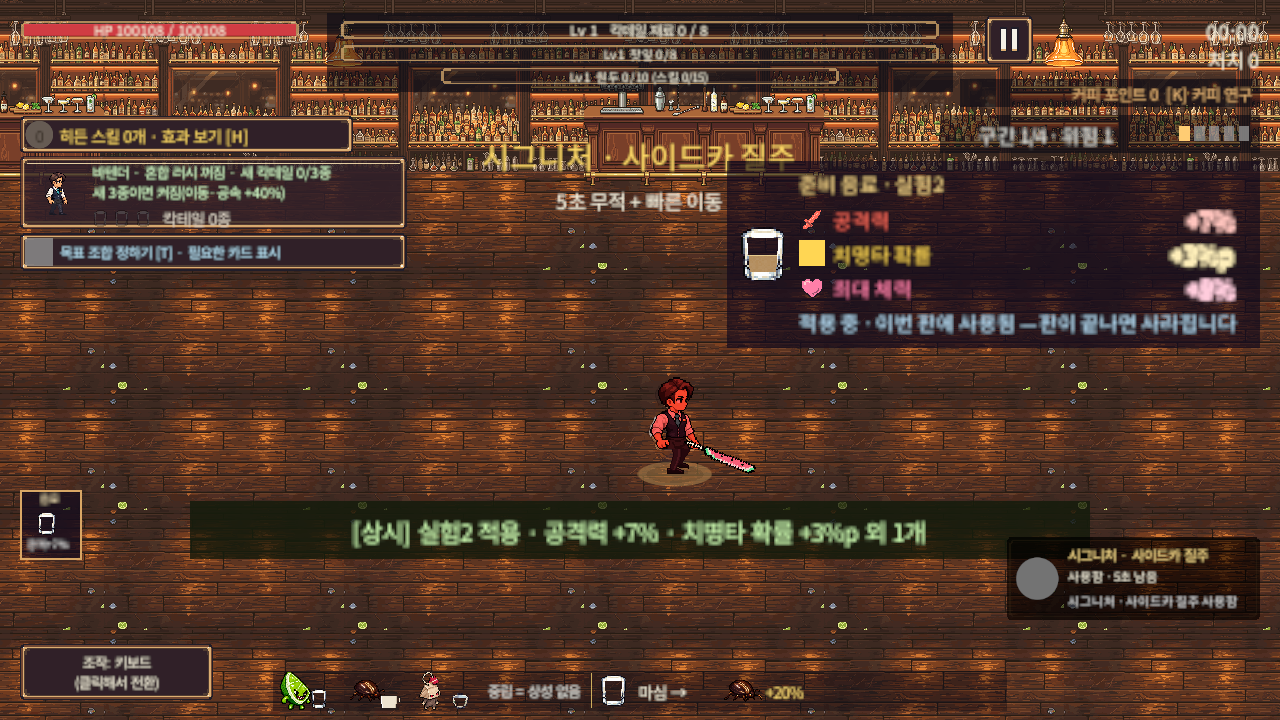 HP 100108 / 100108
Lv 1 칵테일 재료 0 / 8
Lv1 찻잎 0/8
Lv1 원두 0/10 (스킬 0/15)
00:00
처치 0
커피 포인트 0 [K] 커피 연구
구간 1/4 · 위험 1
히든 스킬 0개 · 효과 보기 [H]
바텐더 - 혼합 러시 꺼짐 - 새 칵테일 0/3종
새 3종이면 켜짐(이동·공속 +40%)
칵테일 0종
목표 조합 정하기 [T] - 필요한 카드 표시
시그니처 · 사이드카 질주
5초 무적 + 빠른 이동
준비 음료 · 실험2
공격력 +7%
치명타 확률 +3%p
최대 체력 +8%
적용 중 · 이번 판에 사용됨 — 판이 끝나면 사라집니다
[상시] 실험2 적용 · 공격력 +7% · 치명타 확률 +3%p 외 1개
시그니처 - 사이드카 질주
사용함 · 5초 남음
시그니처 · 사이드카 질주 사용함
조작: 키보드
(클릭해서 전환)
중립 = 상성 없음
마심 →
+20%